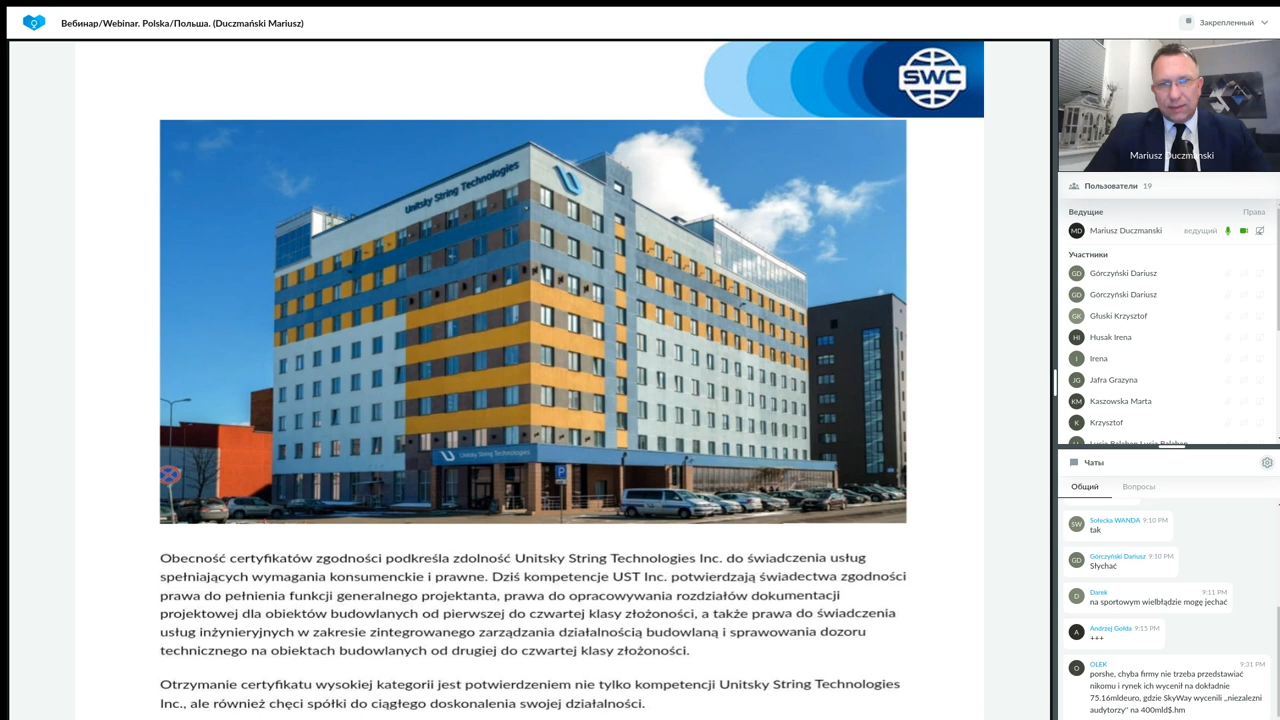 Вебинар/Webinar. Polska/Польша. (Duczmański Mariusz)
Закрепленный
SWC
Unitsky String Technologies
Unitsky String Technologies
P
Obecność certyfikatów zgodności podkreśla zdolność Unitsky String Technologies Inc. do świadczenia usług
spełniających wymagania konsumenckie i prawne. Dziś kompetencje UST Inc. potwierdzają świadectwa zgodności
prawa do pełnienia funkcji generalnego projektanta, prawa do opracowywania rozdziałów dokumentacji
projektowej dla obiektów budowlanych od pierwszej do czwartej klasy złożoności, a także prawa do świadczenia
usług inżynieryjnych w zakresie zintegrowanego zarządzania działalnością budowlaną i sprawowania dozoru
technicznego na obiektach budowlanych od drugiej do czwartej klasy złożoności.
Otrzymanie certyfikatu wysokiej kategorii jest potwierdzeniem nie tylko kompetencji Unitsky String Technologies
Inc., ale również chęci spółki do ciągłego doskonalenia swojej działalności.
Mariusz Duczmanski
Пользователи 19
Ведущие Права
MD Mariusz Duczmanski ведущий
Участники
GD Górczyński Dariusz
GD Górczyński Dariusz
GK Głuski Krzysztof
HI Husak Irena
I Irena
JG Jafra Grazyna
KM Kaszowska Marta
K Krzysztof
Чаты
Общий Вопросы
SW Sołecka WANDA 9:10 PM
tak
GD Górczyński Dariusz 9:10 PM
Słychać
D Darek 9:11 PM
na sportowym wielbłądzie mogę jechać
A Andrzej Gołda 9:15 PM
+++
O OLEK 9:31 PM
porshe, chyba firmy nie trzeba przedstawiać
nikomu i rynek ich wycenił na dokładnie
75.16mldeuro, gdzie SkyWay wycenili ,,niezalezni
audytorzy" na 400mld$.hm